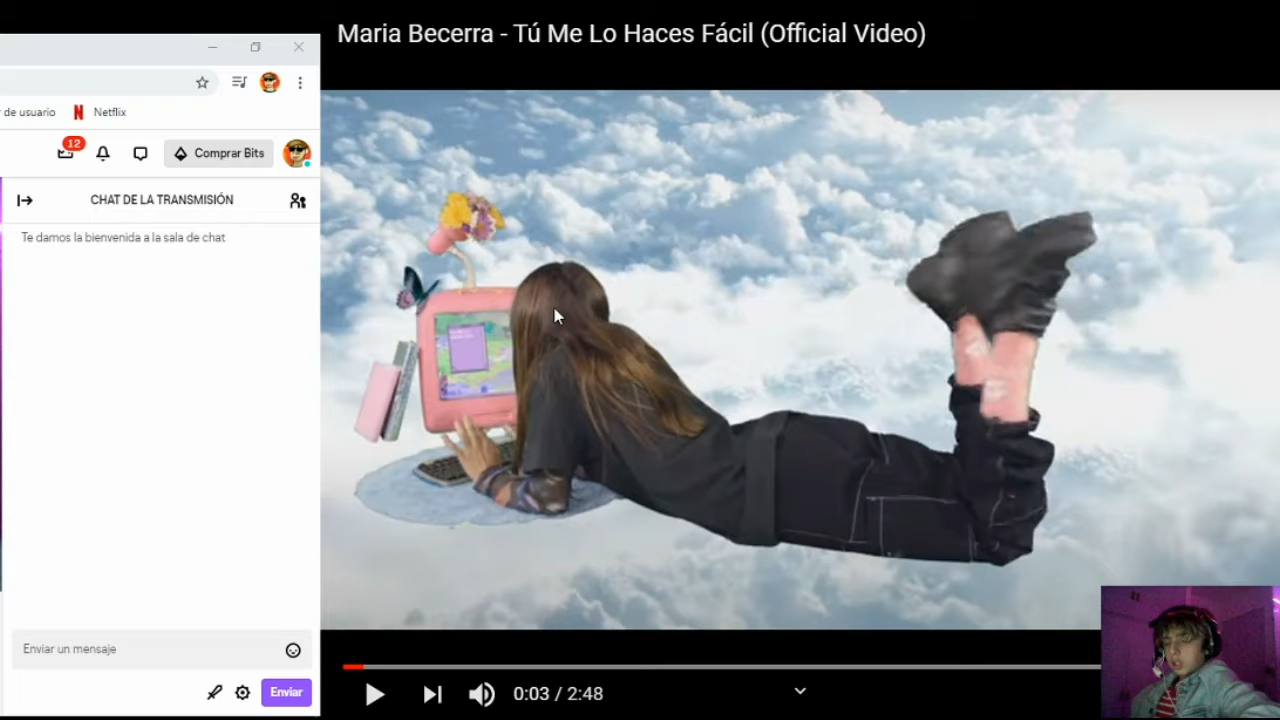 Maria Becerra - Tú Me Lo Haces Fácil (Official Video)
de usuario
N Netflix
12
Comprar Bits
CHAT DE LA TRANSMISIÓN
Te damos la bienvenida a la sala de chat
Enviar un mensaje
Enviar
0:03 / 2:48